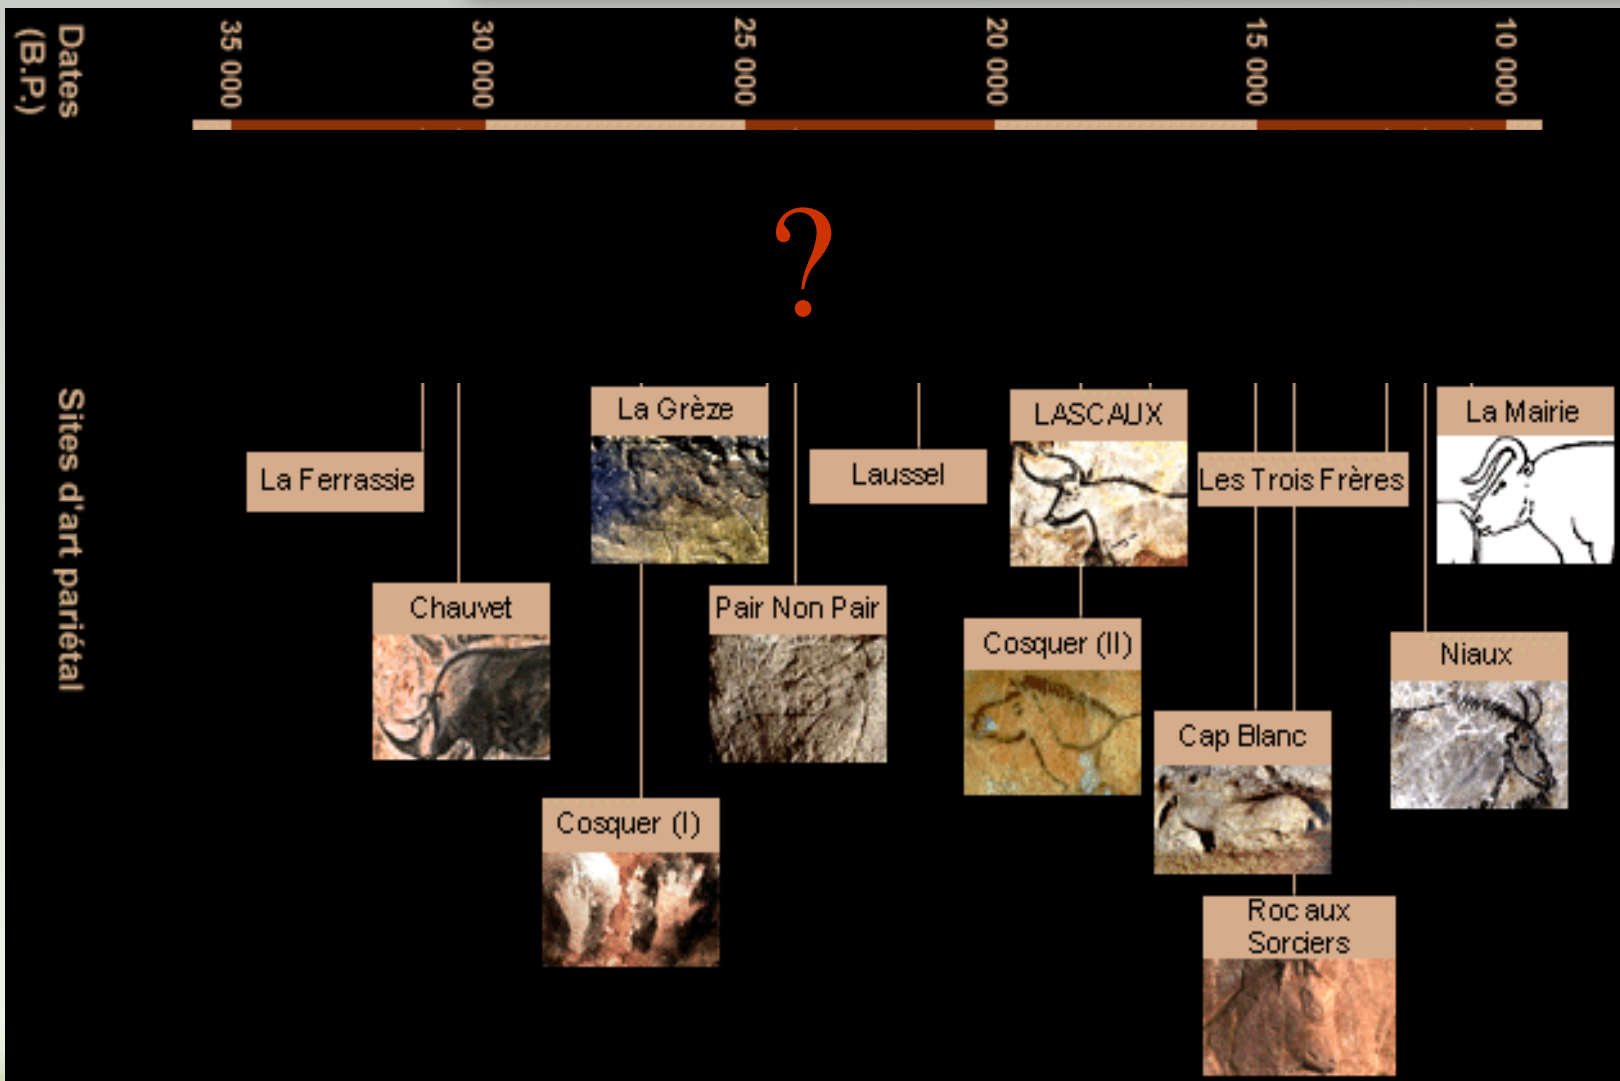 Dates
(B.P.)
35 000
30 000
25 000
20 000
15 000
10 000
?
Sites d'art pariétal
La Ferrassie
Chauvet
La Grèze
Cosquer (I)
Pair Non Pair
Laussel
LASCAUX
Cosquer (II)
Les Trois Frères
Cap Blanc
Roc aux
Sorciers
La Mairie
Niaux